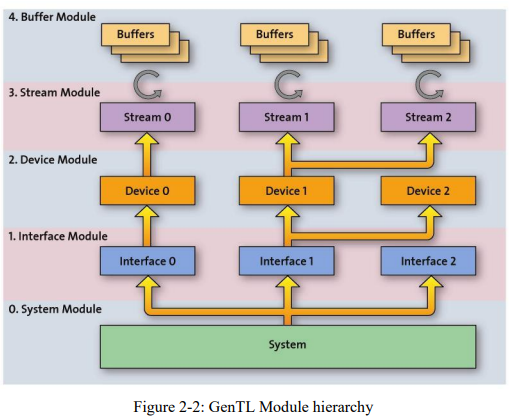 4. Buffer Module
Buffers
Buffers
Buffers
3. Stream Module
Stream 0
Stream 1
Stream 2
2. Device Module
Device 0
Device 1
Device 2
1. Interface Module
Interface 0
Interface 1
Interface 2
0. System Module
System
Figure 2-2: GenTL Module hierarchy